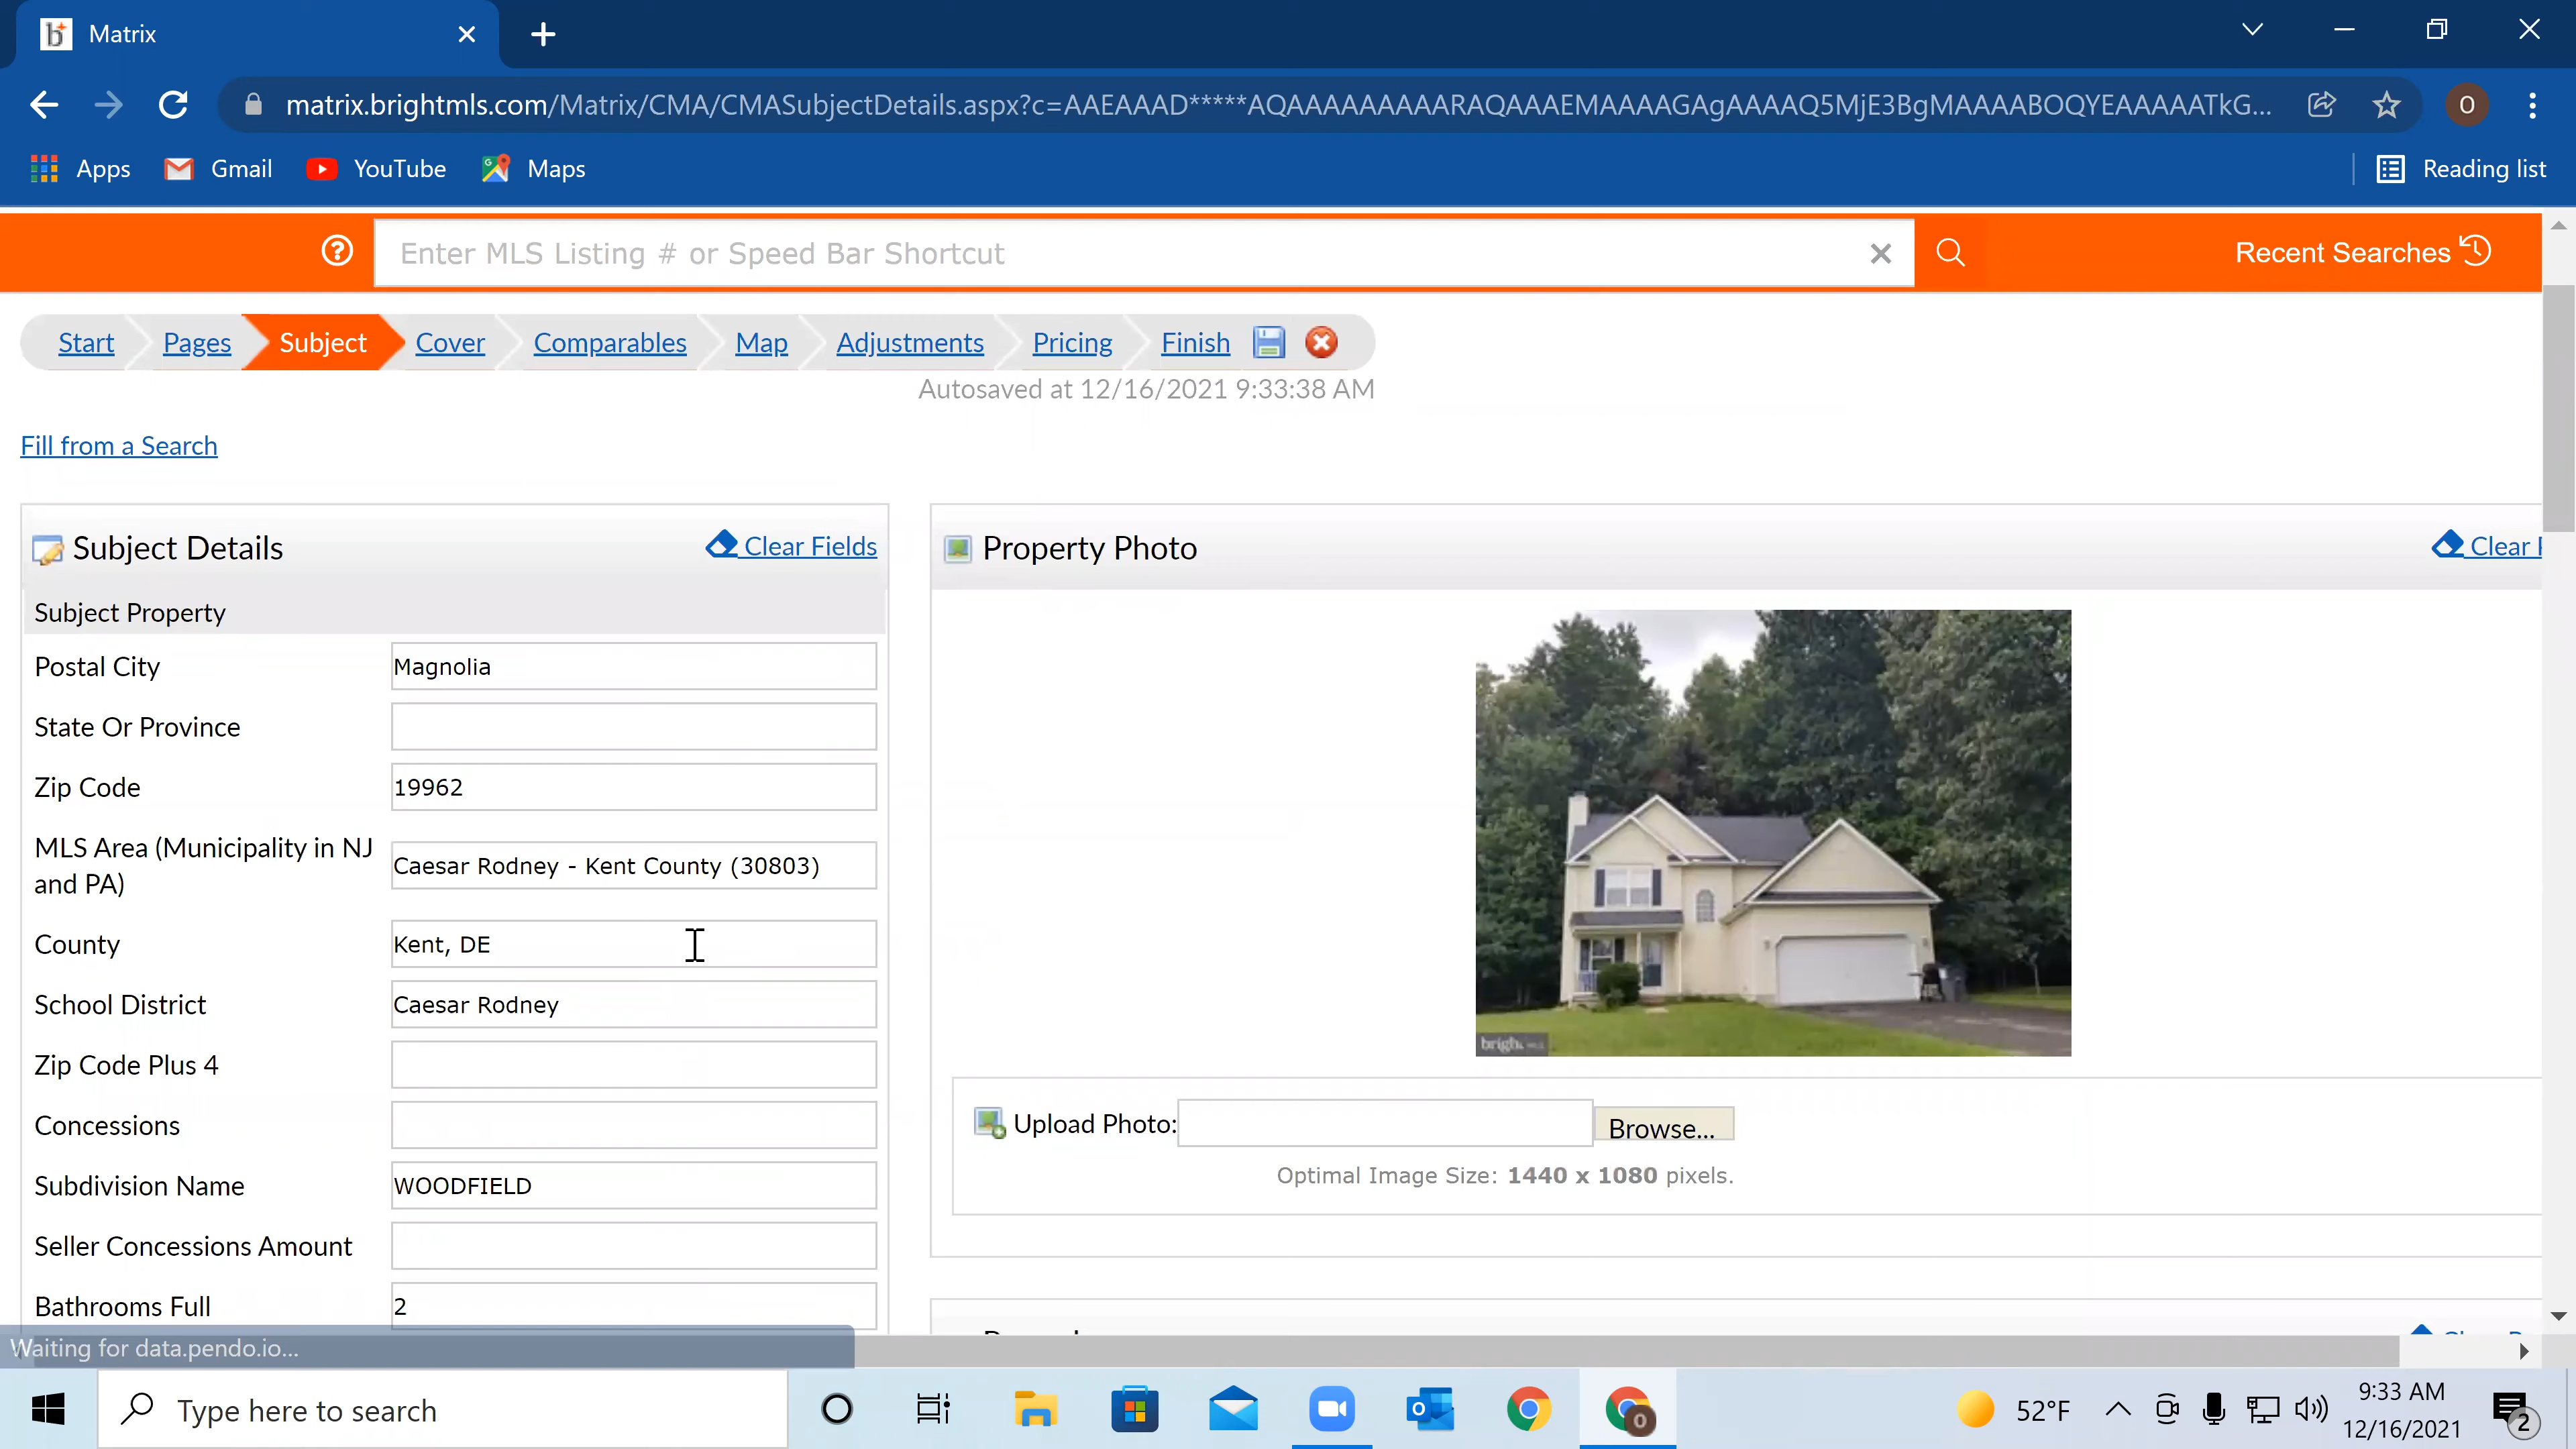 Matrix
matrix.brightmls.com/Matrix/CMA/CMASubjectDetails.aspx?c=AAEAAAD*****AQAAAAAAAAAARAQAAAEMAAAAGAgAAAAQ5MjE3BgMAAAABOQYEAAAAATkG...
O
Apps
Gmail
YouTube
Maps
Reading list
Enter MLS Listing # or Speed Bar Shortcut
Recent Searches
Start
Pages
Subject
Cover
Comparables
Map
Adjustments
Pricing
Finish
Autosaved at 12/16/2021 9:33:38 AM
Fill from a Search
Subject Details
Clear Fields
Subject Property
Postal City Magnolia
State Or Province
Zip Code 19962
MLS Area (Municipality in NJ
and PA) Caesar Rodney - Kent County (30803)
County Kent, DE
School District Caesar Rodney
Zip Code Plus 4
Concessions
Subdivision Name WOODFIELD
Seller Concessions Amount
Bathrooms Full 2
Property Photo
Clear
Upload Photo:
Browse...
Optimal Image Size: 1440 x 1080 pixels.
Waiting for data.pendo.io...
Type here to search
52°F
9:33 AM
12/16/2021
2